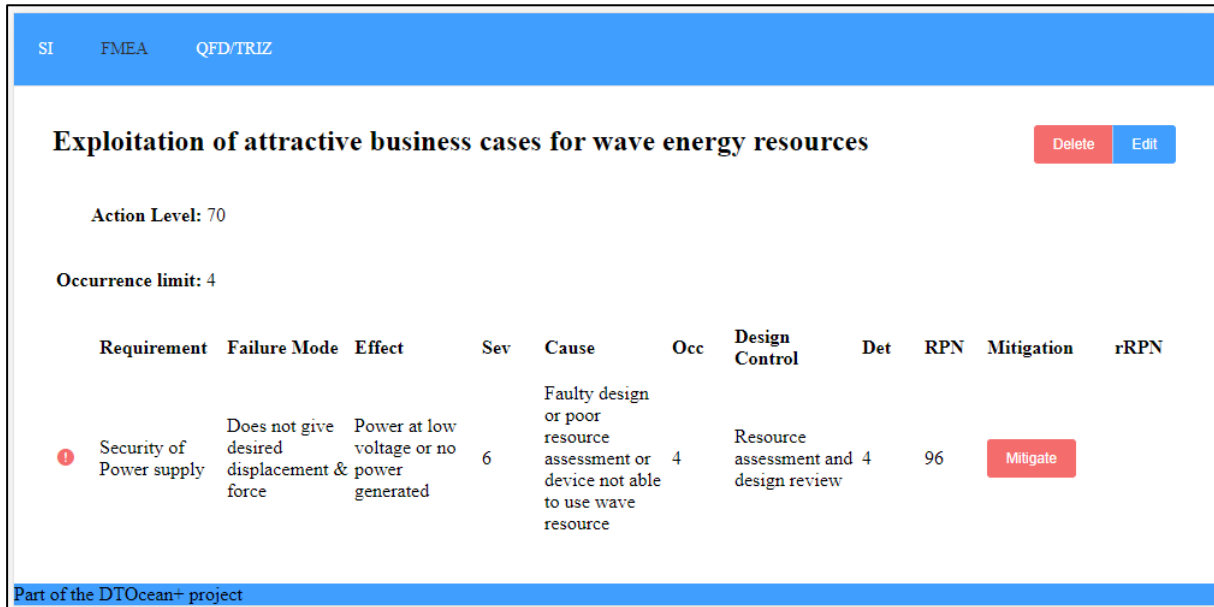 SI FMEA QFD/TRIZ
Exploitation of attractive business cases for wave energy resources
Delete Edit
Action Level: 70
Occurrence limit: 4
Requirement Failure Mode Effect Sev Cause Occ Design Control Det RPN Mitigation rRPN
Security of
Power supply
Does not give
desired
displacement &
force
Power at low
voltage or no
power
generated
6
Faulty design
or poor
resource
assessment or
device not able
to use wave
resource
4
Resource
assessment and
design review
4
96
Mitigate
Part of the DTOcean+ project